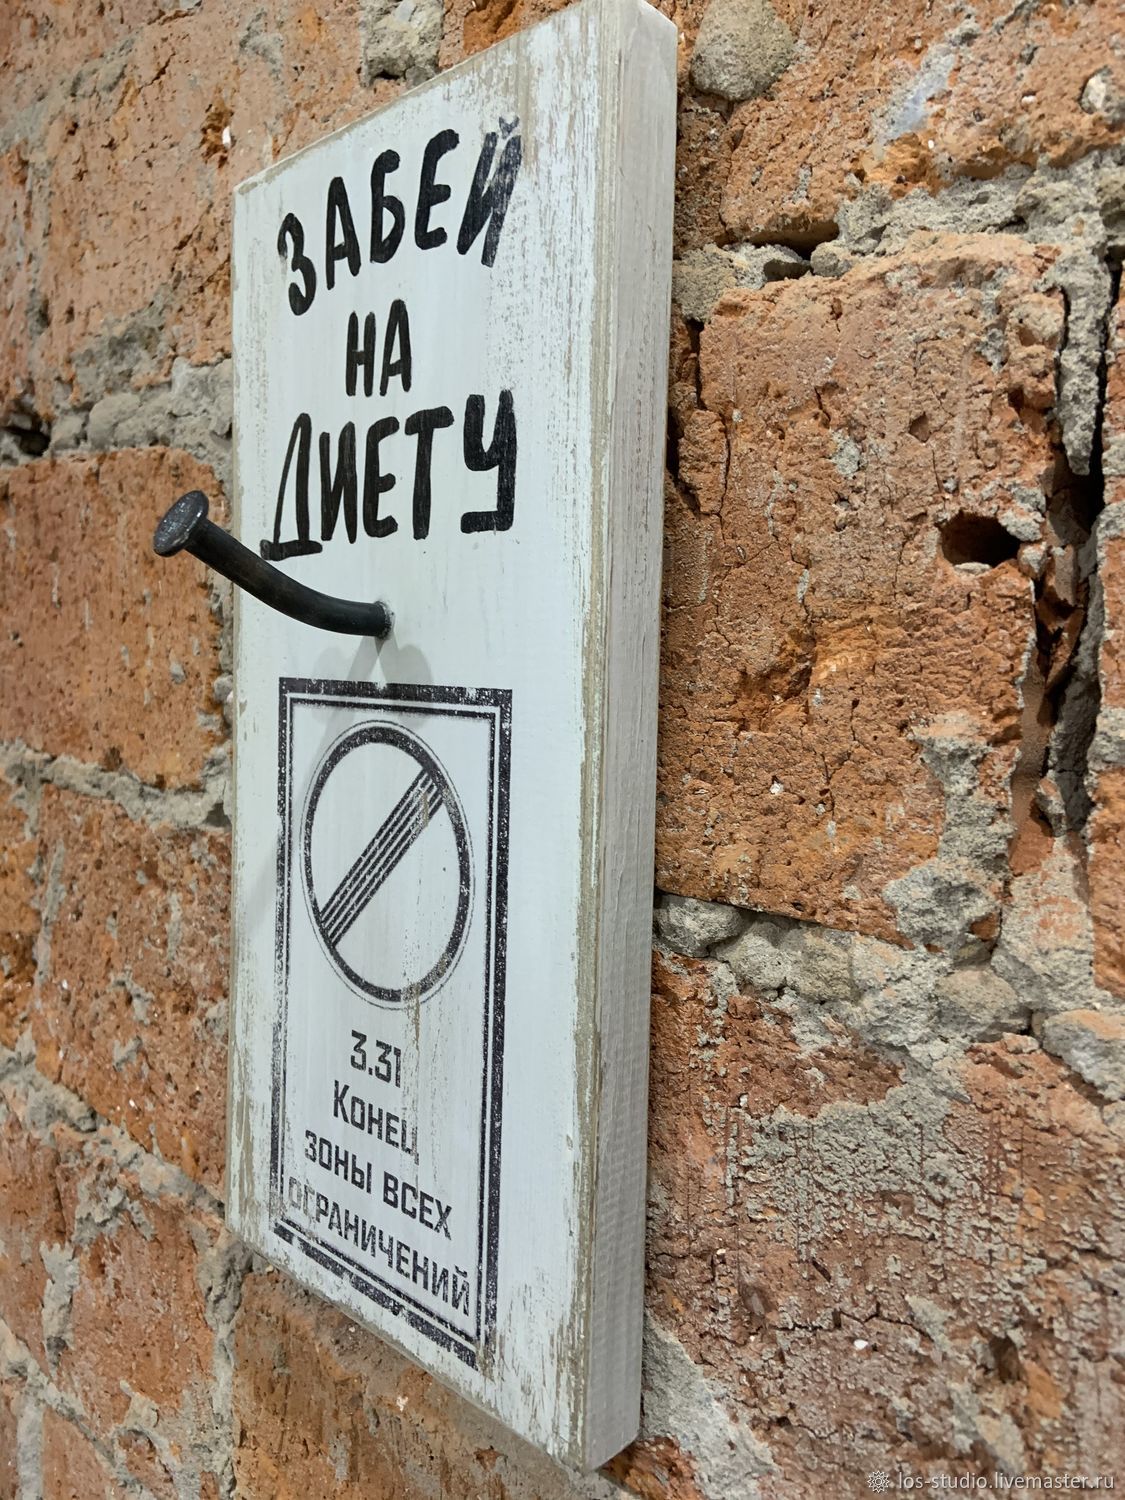 ЗАБЕЙ
НА
ДИЕТУ
3.31
Конец
зоны всех
ограничений
los-studio.livemaster.ru